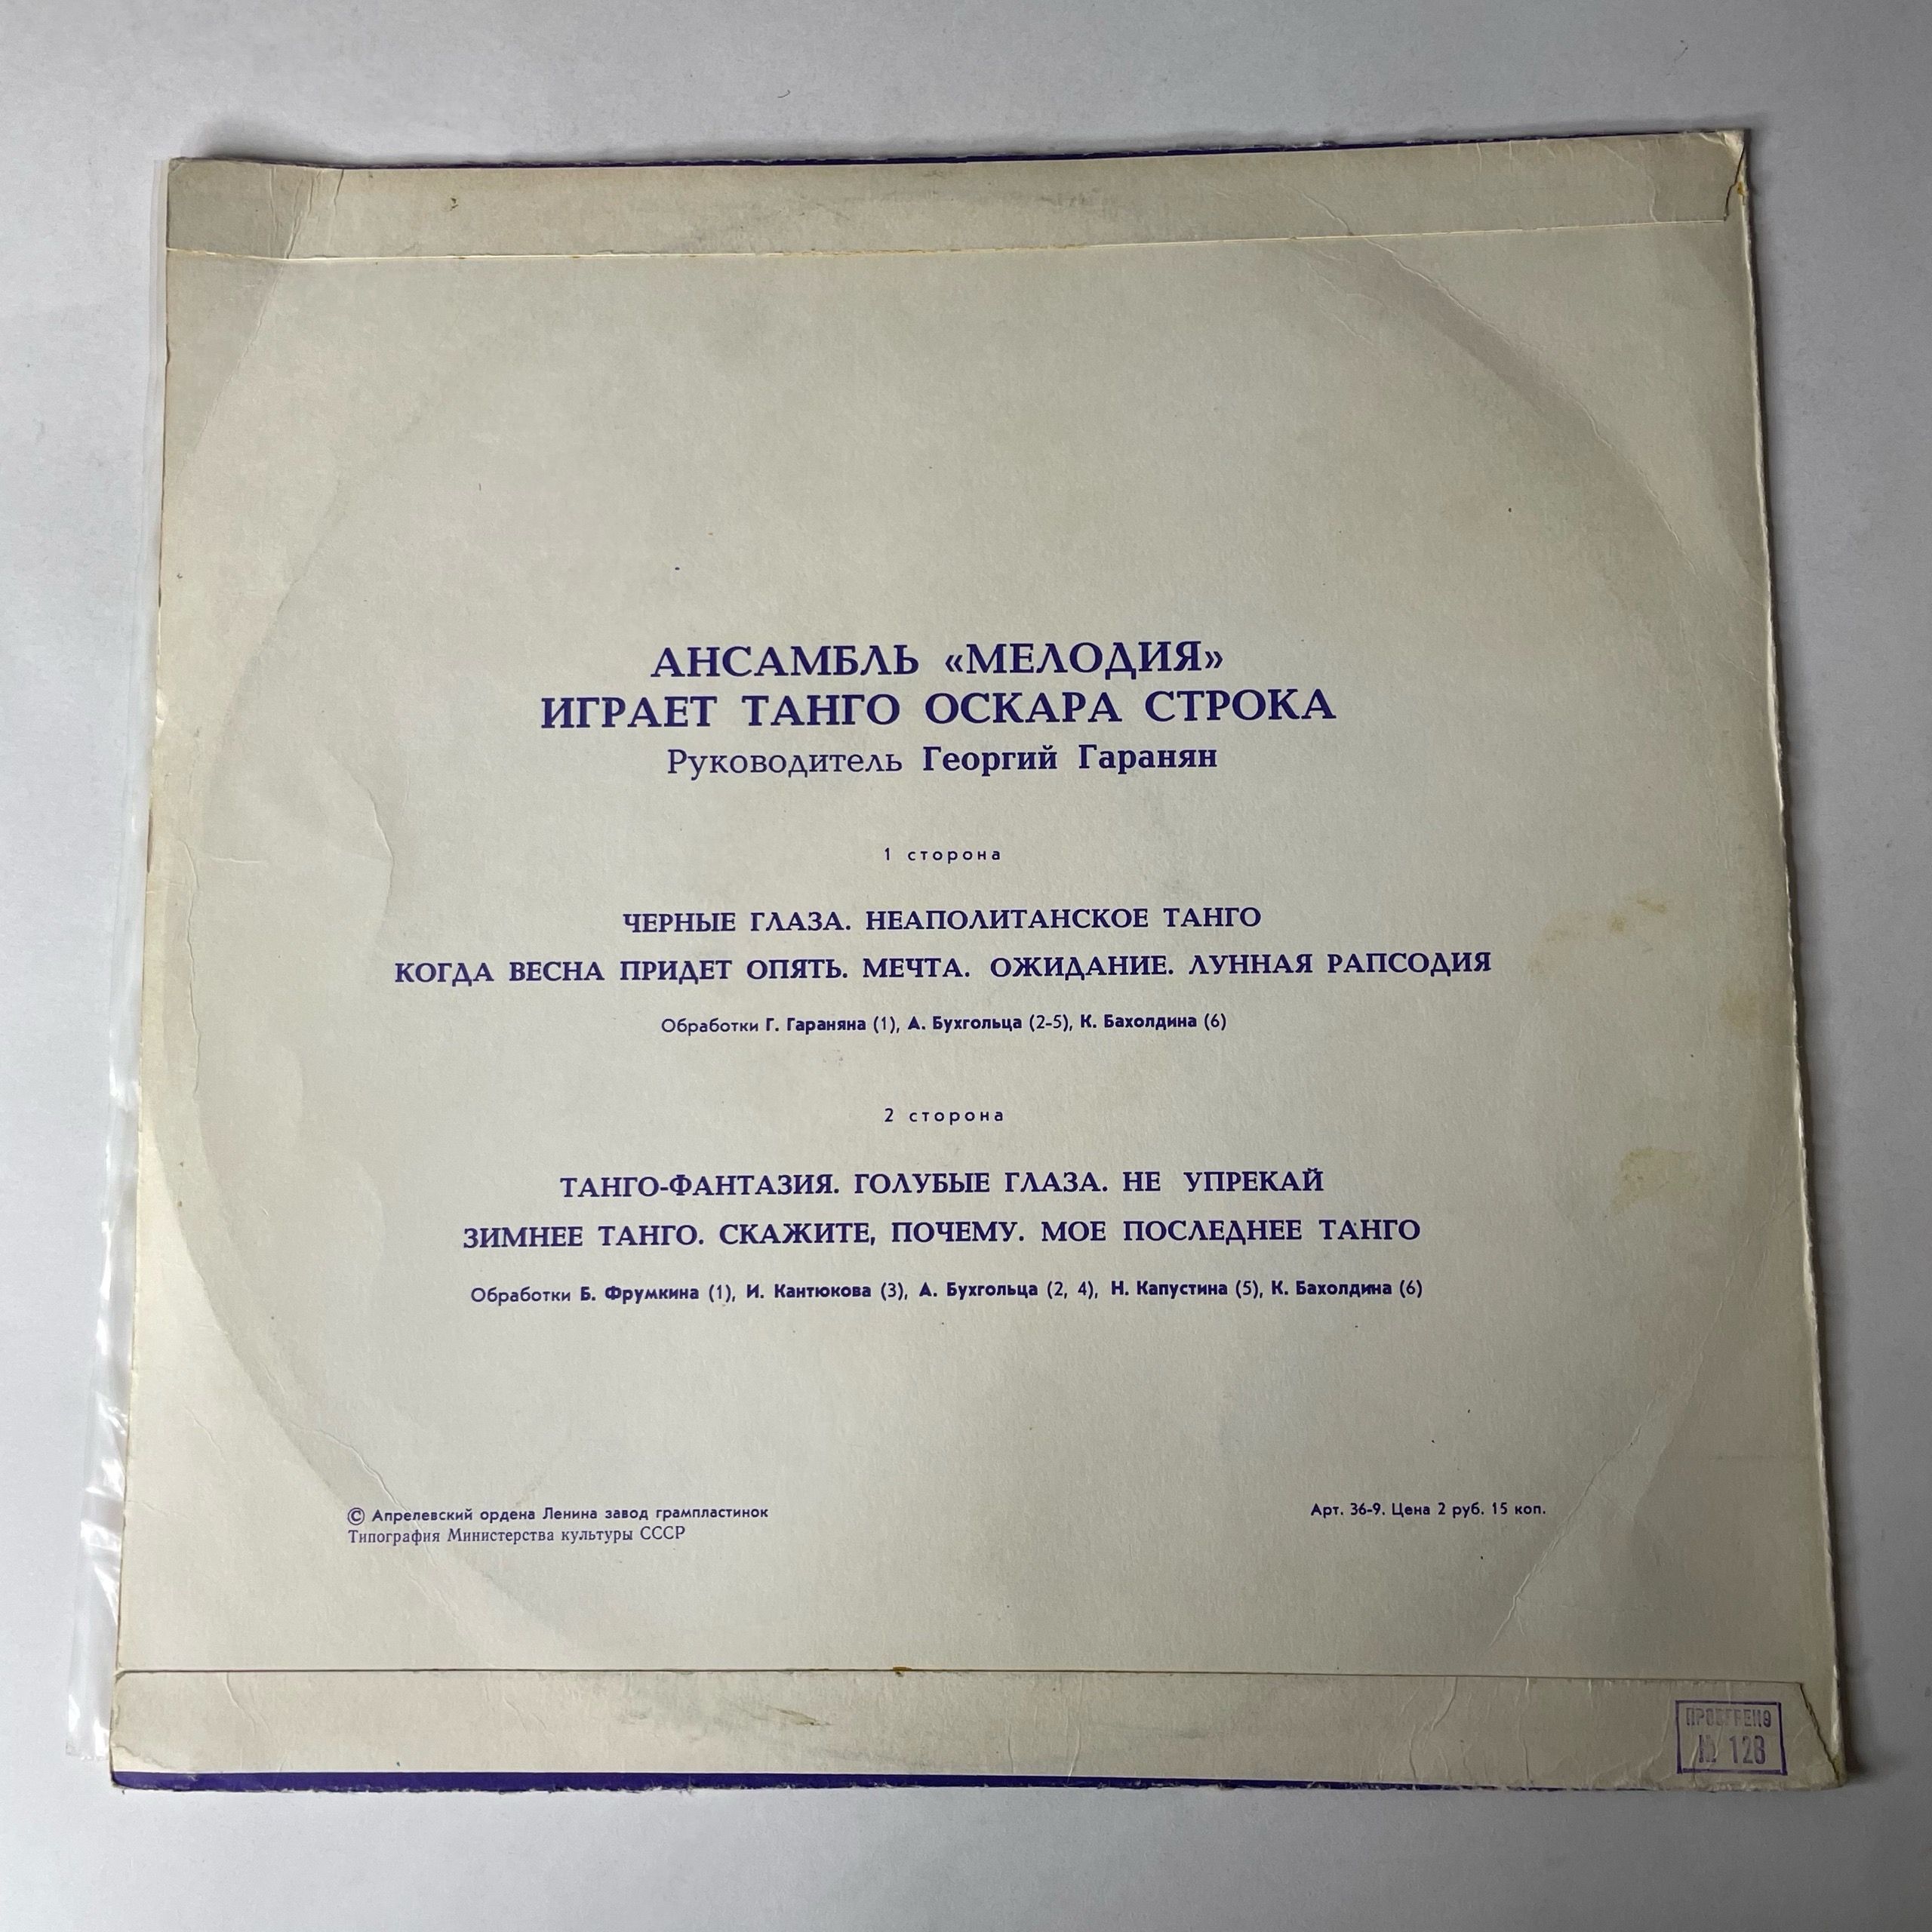 АНСАМБЛЬ «МЕЛОДИЯ»
ИГРАЕТ ТАНГО ОСКАРА СТРОКА
Руководитель Георгий Гаранян
1 сторона
ЧЕРНЫЕ ГЛАЗА. НЕАПОЛИТАНСКОЕ ТАНГО
КОГДА ВЕСНА ПРИДЕТ ОПЯТЬ. МЕЧТА. ОЖИДАНИЕ. ЛУННАЯ РАПСОДИЯ
Обработки Г. Гараняна (1), А. Бухгольца (2-5), К. Бахолдина (6)
2 сторона
ТАНГО-ФАНТАЗИЯ. ГОЛУБЫЕ ГЛАЗА. НЕ УПРЕКАЙ
ЗИМНЕЕ ТАНГО. СКАЖИТЕ, ПОЧЕМУ. МОЕ ПОСЛЕДНЕЕ ТАНГО
Обработки Б. Фрумкина (1), И. Кантюкова (3), А. Бухгольца (2, 4), Н. Капустина (5), К. Бахолдина (6)
© Апрелевский ордена Ленина завод грампластинок
Типография Министерства культуры СССР
Арт. 36-9. Цена 2 руб. 15 коп.
ПРОВЕРЕНО